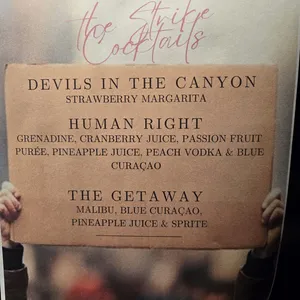 the Strike
Cocktails
DEVILS IN THE CANYON
STRAWBERRY MARGARITA
HUMAN RIGHT
GRENADINE, CRANBERRY JUICE, PASSION FRUIT
PURÉE, PINEAPPLE JUICE, PEACH VODKA & BLUE
CURAÇAO
THE GETAWAY
MALIBU, BLUE CURAÇAO,
PINEAPPLE JUICE & SPRITE